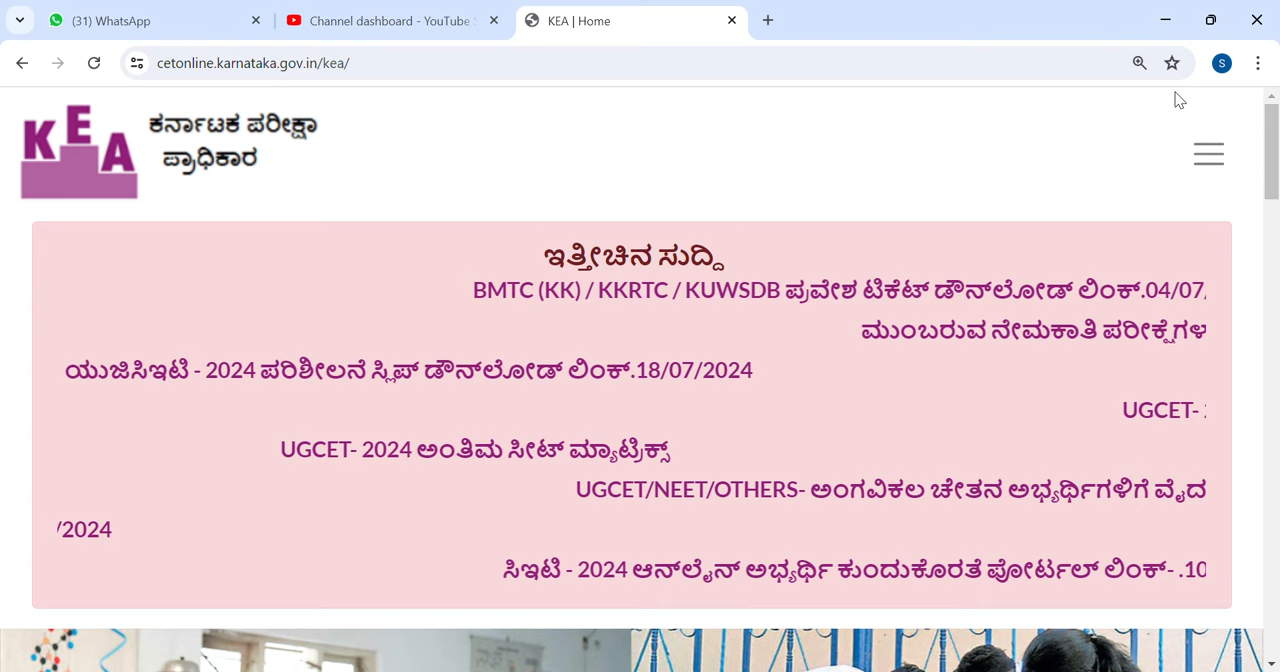 (31) WhatsApp
Channel dashboard - YouTube
KEA | Home
cetonline.karnataka.gov.in/kea/
S
KEA
ಕರ್ನಾಟಕ ಪರೀಕ್ಷಾ
ಪ್ರಾಧಿಕಾರ
ಇತ್ತೀಚಿನ ಸುದ್ದಿ
BMTC (KK) / KKRTC / KUWSDB ಪ್ರವೇಶ ಟಿಕೆಟ್ ಡೌನ್‌ಲೋಡ್ ಲಿಂಕ್.04/07/
ಮುಂಬರುವ ನೇಮಕಾತಿ ಪರೀಕ್ಷೆಗಳ
ಯುಜಿಸಿಇಟಿ - 2024 ಪರಿಶೀಲನೆ ಸ್ಲಿಪ್ ಡೌನ್‌ಲೋಡ್ ಲಿಂಕ್.18/07/2024
UGCET-
UGCET- 2024 ಅಂತಿಮ ಸೀಟ್ ಮ್ಯಾಟ್ರಿಕ್ಸ್
UGCET/NEET/OTHERS- ಅಂಗವಿಕಲ ಚೇತನ ಅಭ್ಯರ್ಥಿಗಳಿಗೆ ವೈದ
/2024
ಸಿಇಟಿ - 2024 ಆನ್‌ಲೈನ್ ಅಭ್ಯರ್ಥಿ ಕುಂದುಕೊರತೆ ಪೋರ್ಟಲ್ ಲಿಂಕ್- .10